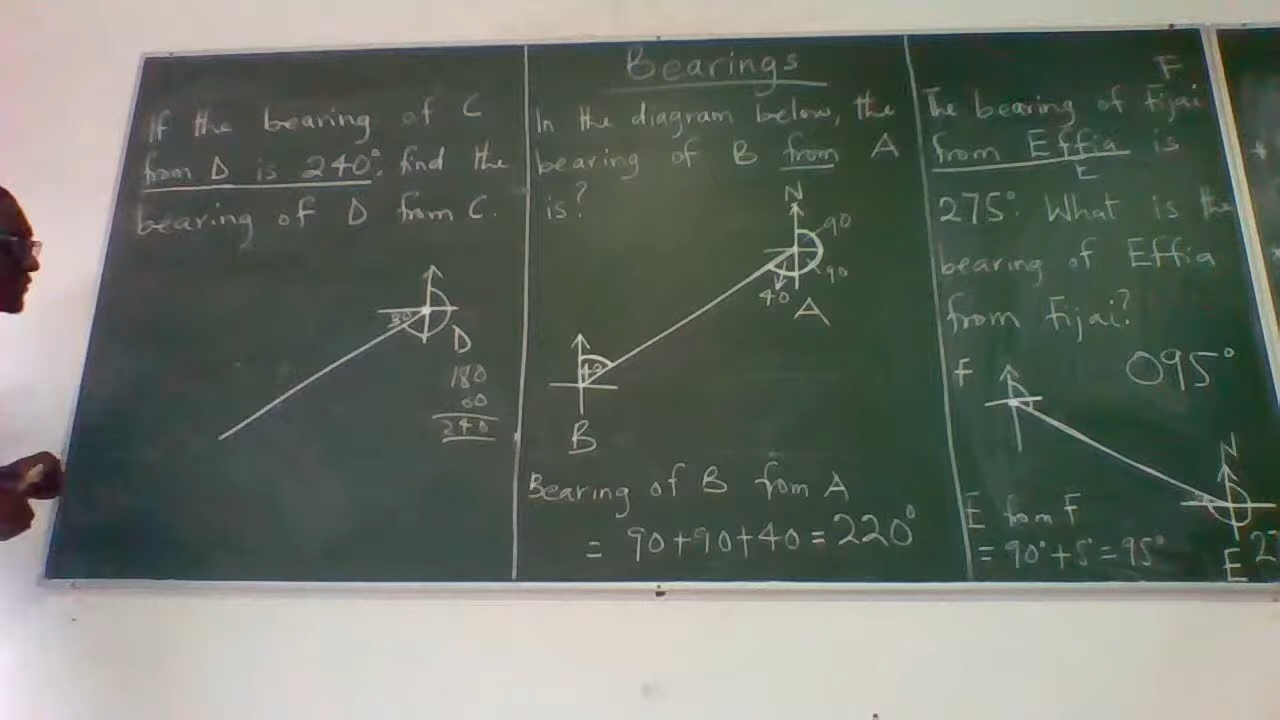 If the bearing of C
from D is 240°, find the
bearing of D from C.
30
D
180
60
240
Bearings
In the diagram below, the
bearing of B from A
is?
N
90
90
40
A
40
B
Bearing of B from A
= 90+90+40 = 220°
F
The bearing of Fijai
from Effia is
E
275°. What is the
bearing of Effia
from Fijai?
095°
F
N
E from F
= 90°+5°= 95°
E